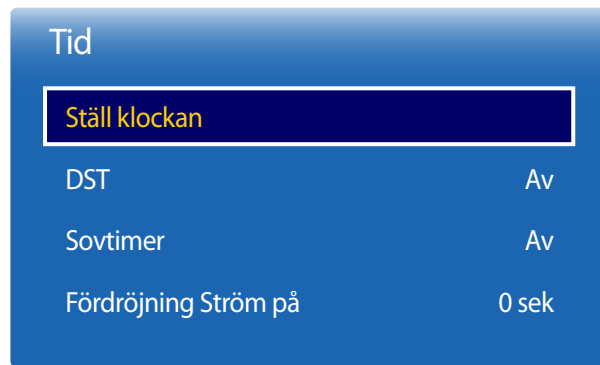 Tid
Ställ klockan
DST Av
Sovtimer Av
Fördröjning Ström på 0 sek